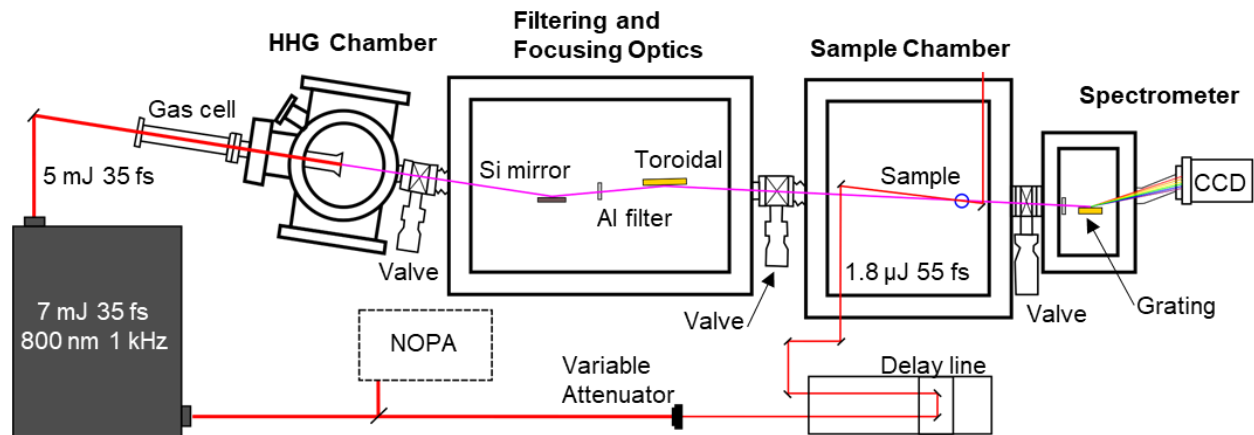 HHG Chamber
Filtering and
Focusing Optics
Sample Chamber
Spectrometer
Gas cell
5 mJ 35 fs
Si mirror
Toroidal
Al filter
Sample
CCD
Valve
1.8 µJ 55 fs
Valve
Valve
Grating
7 mJ 35 fs
800 nm 1 kHz
NOPA
Variable
Attenuator
Delay line